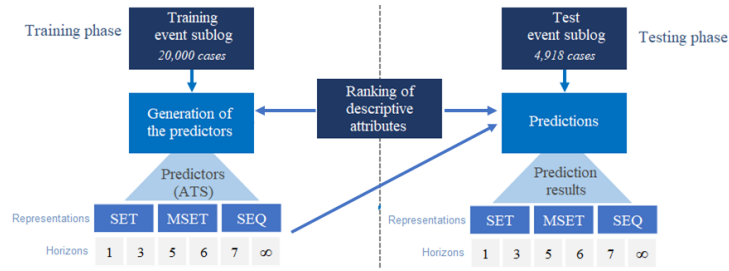 Training phase
Training
event sublog
20,000 cases
Test
event sublog
4,918 cases
Testing phase
Generation of
the predictors
Ranking of
descriptive
attributes
Predictions
Predictors
(ATS)
Prediction
results
Representations SET MSET SEQ
Representations SET MSET SEQ
Horizons 1 3 5 6 7 ∞
Horizons 1 3 5 6 7 ∞